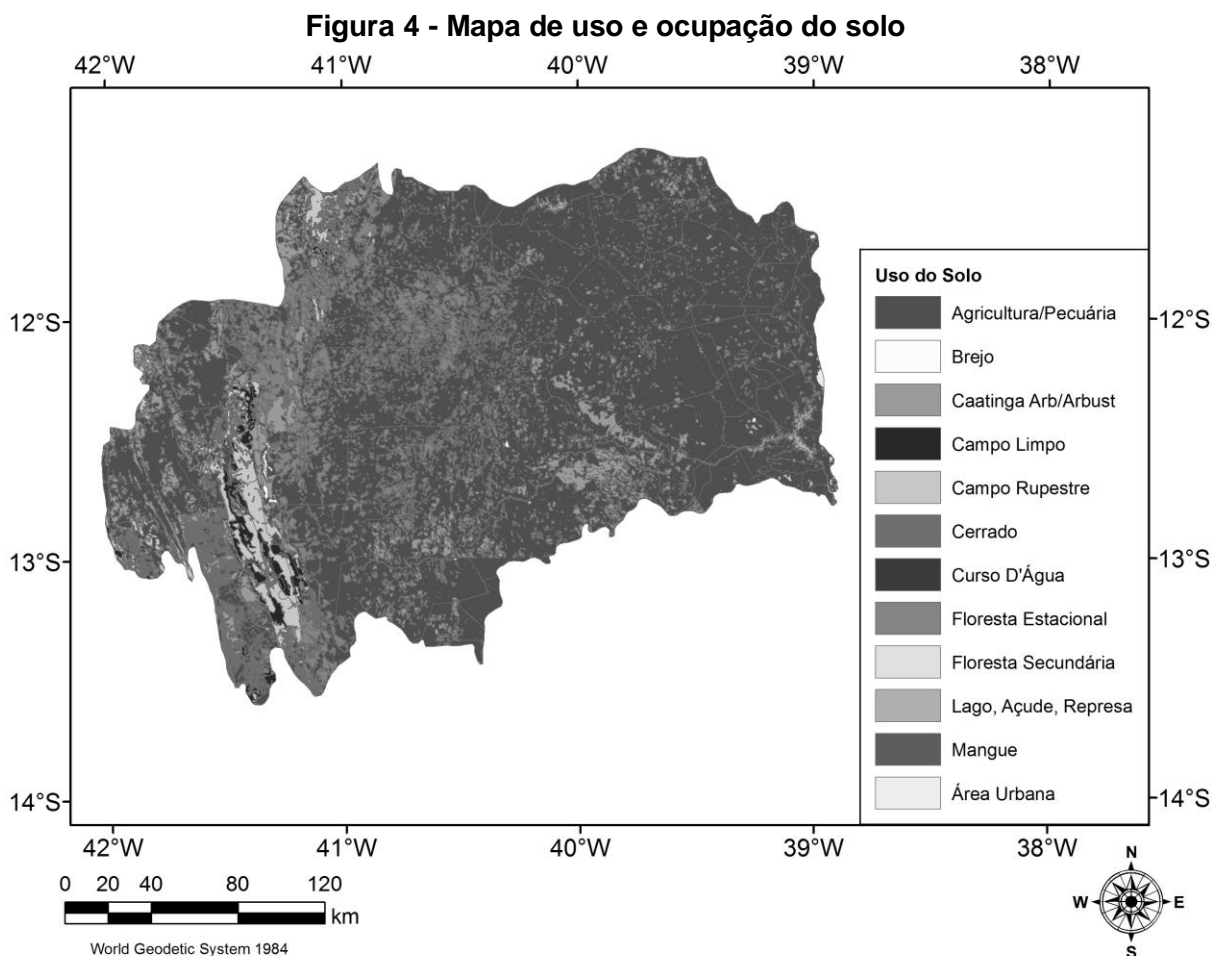 Figura 4 - Mapa de uso e ocupação do solo
42°W 41°W 40°W 39°W 38°W
12°S 12°S
13°S 13°S
14°S 14°S
Uso do Solo
Agricultura/Pecuária
Brejo
Caatinga Arb/Arbust
Campo Limpo
Campo Rupestre
Cerrado
Curso D'Água
Floresta Estacional
Floresta Secundária
Lago, Açude, Represa
Mangue
Área Urbana
42°W 41°W 40°W 39°W 38°W
0 20 40 80 120
km
World Geodetic System 1984
N
W E
S